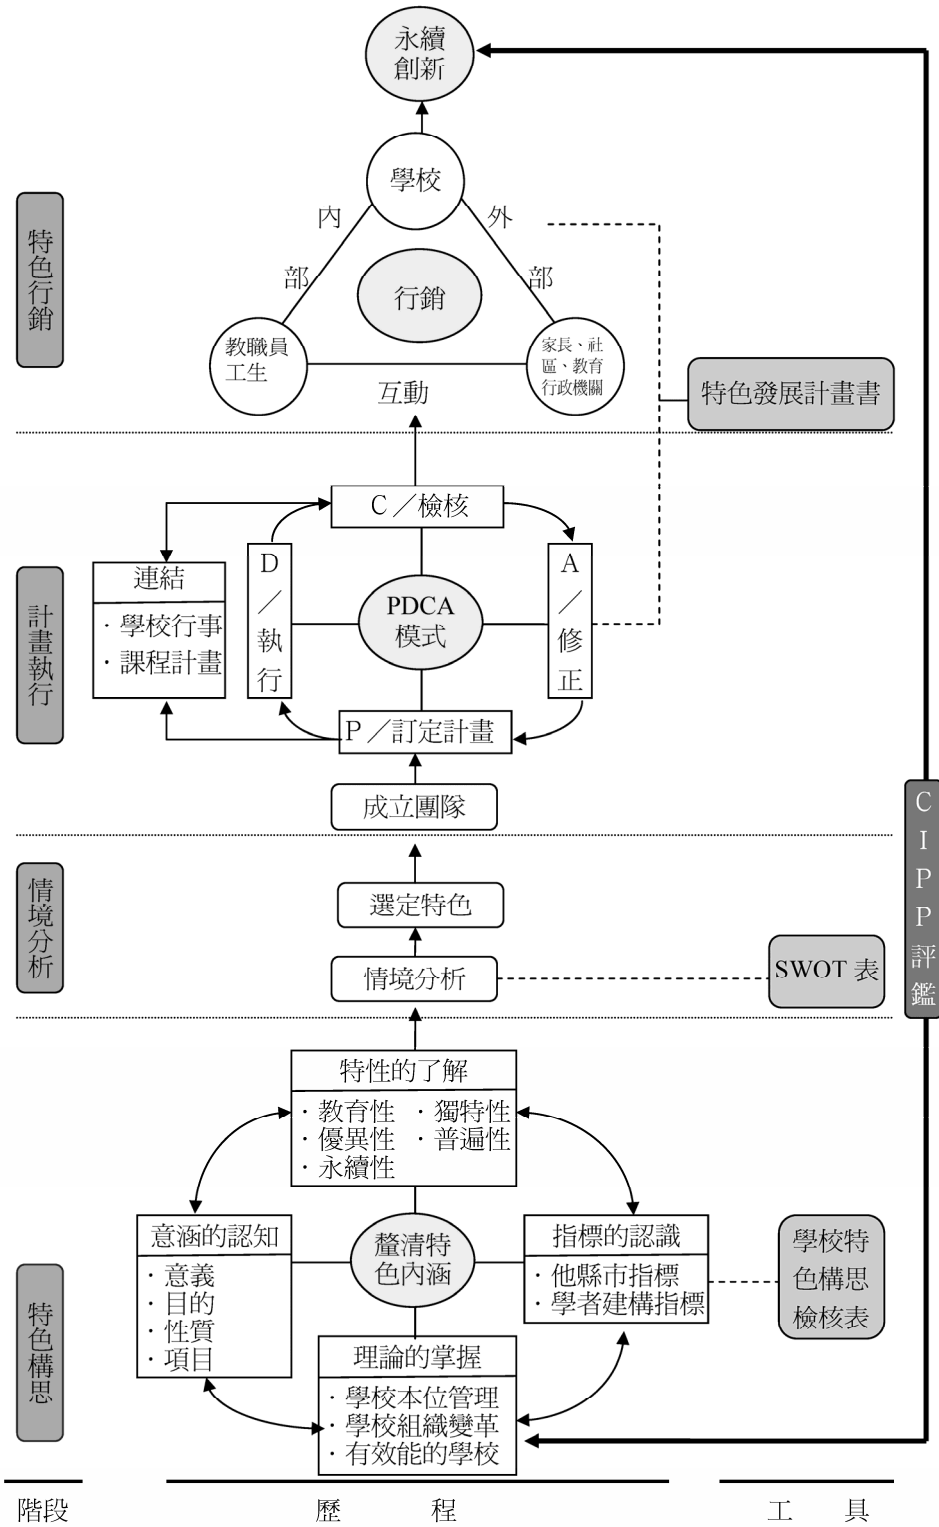 永續
創新
學校
內
外
部
部
行銷
特色行銷
教職員
工生
家長、社
區、教育
行政機關
互動
特色發展計畫書
C／檢核
D／執行
A／修正
PDCA
模式
連結
·學校行事
·課程計畫
計畫執行
P／訂定計畫
成立團隊
CIPP評鑑
選定特色
情境分析
情境分析
SWOT 表
特性的了解
·教育性 ·獨特性
·優異性 ·普遍性
·永續性
意涵的認知
·意義
·目的
·性質
·項目
釐清特
色內涵
指標的認識
·他縣市指標
·學者建構指標
學校特
色構思
檢核表
特色構思
理論的掌握
·學校本位管理
·學校組織變革
·有效能的學校
階段
歷 程
工 具